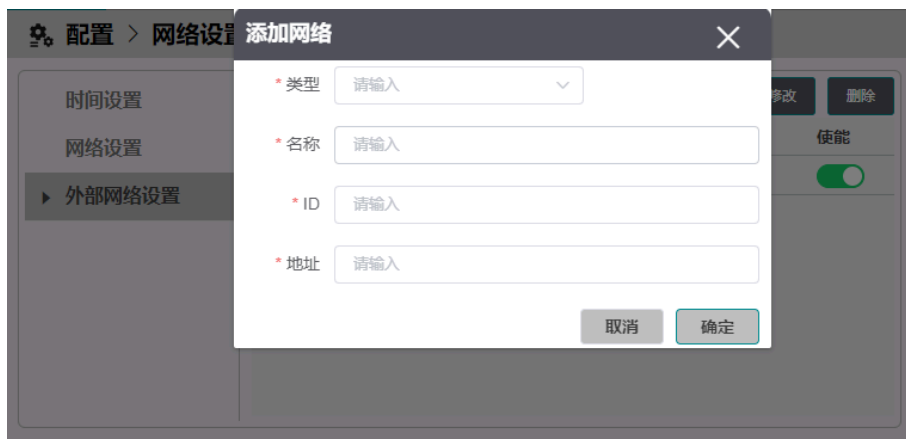 配置 > 网络设置
添加网络
时间设置
网络设置
外部网络设置
* 类型 请输入
* 名称 请输入
* ID 请输入
* 地址 请输入
取消 确定
修改 删除
使能